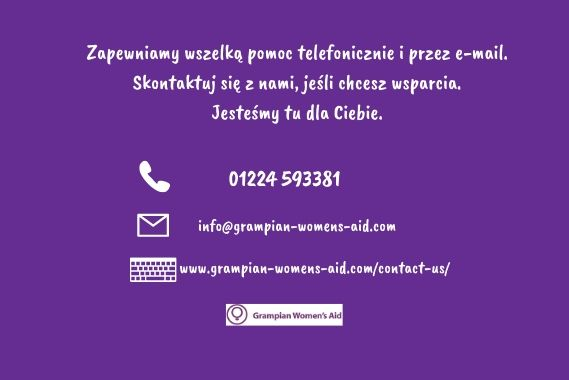 Zapewniamy wszelką pomoc telefonicznie i przez e-mail.
Skontaktuj się z nami, jeśli chcesz wsparcia.
Jesteśmy tu dla Ciebie.
01224 593381
info@grampian-womens-aid.com
www.grampian-womens-aid.com/contact-us/
Grampian Women's Aid